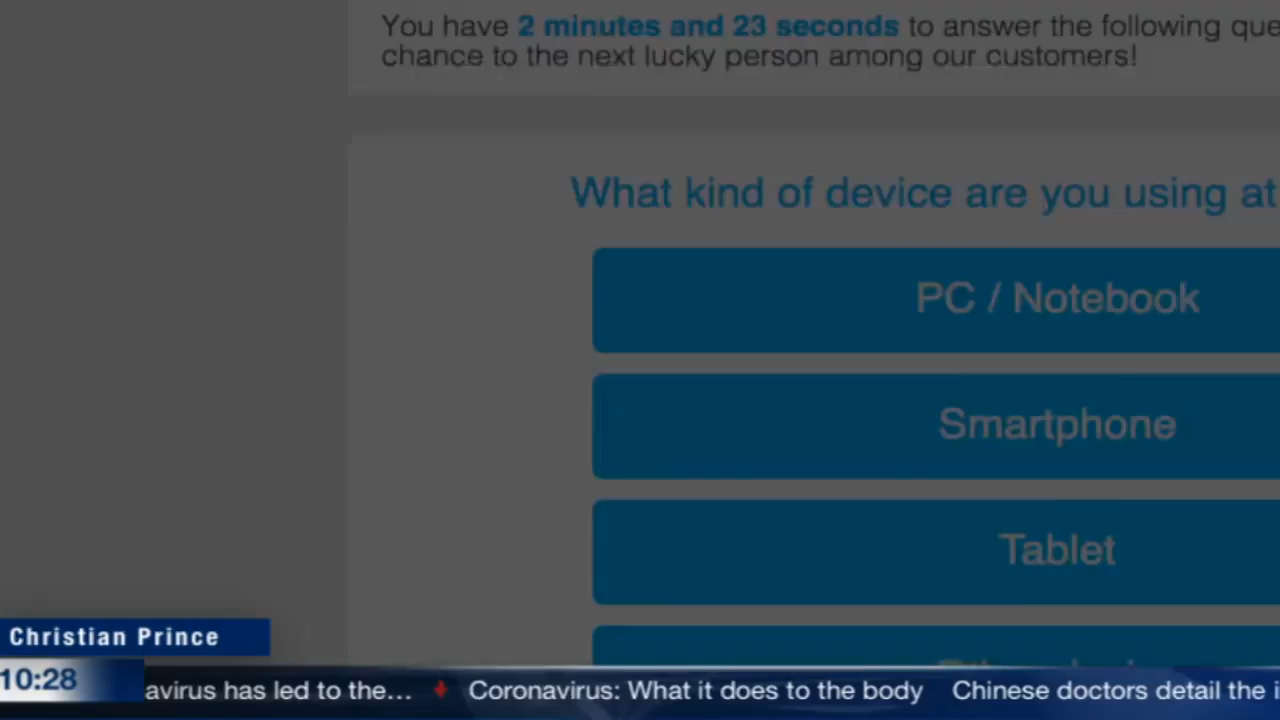 You have 2 minutes and 23 seconds to answer the following que
chance to the next lucky person among our customers!
What kind of device are you using at
PC / Notebook
Smartphone
Tablet
Christian Prince
10:28
avirus has led to the... Coronavirus: What it does to the body Chinese doctors detail the i